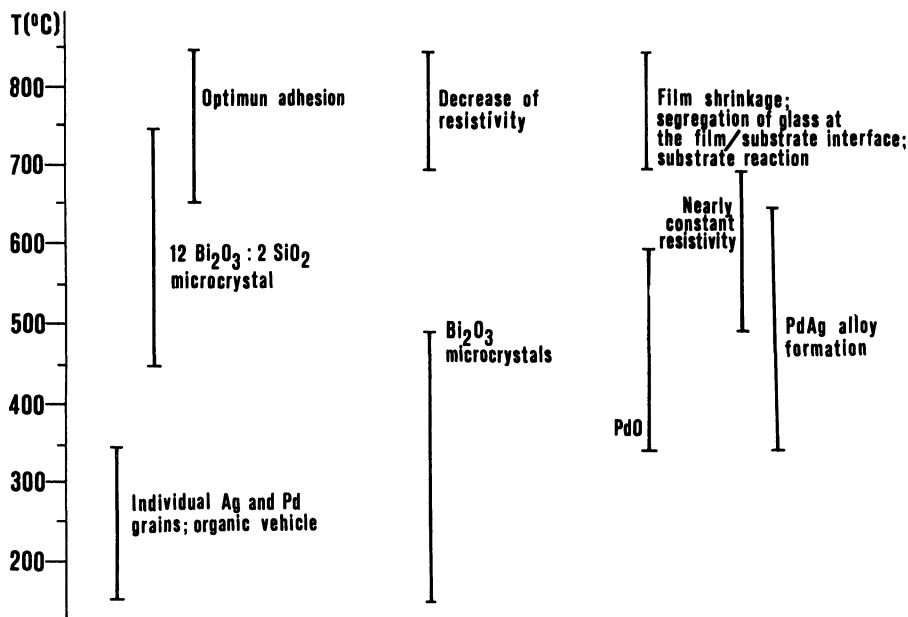 T(ºC)
800
700
600
500
400
300
200
Optimun adhesion
12 Bi₂O₃ : 2 SiO₂
microcrystal
Individual Ag and Pd
grains; organic vehicle
Decrease of
resistivity
Bi₂O₃
microcrystals
Film shrinkage;
segregation of glass at
the film/substrate interface;
substrate reaction
Nearly
constant
resistivity
PdO
PdAg alloy
formation